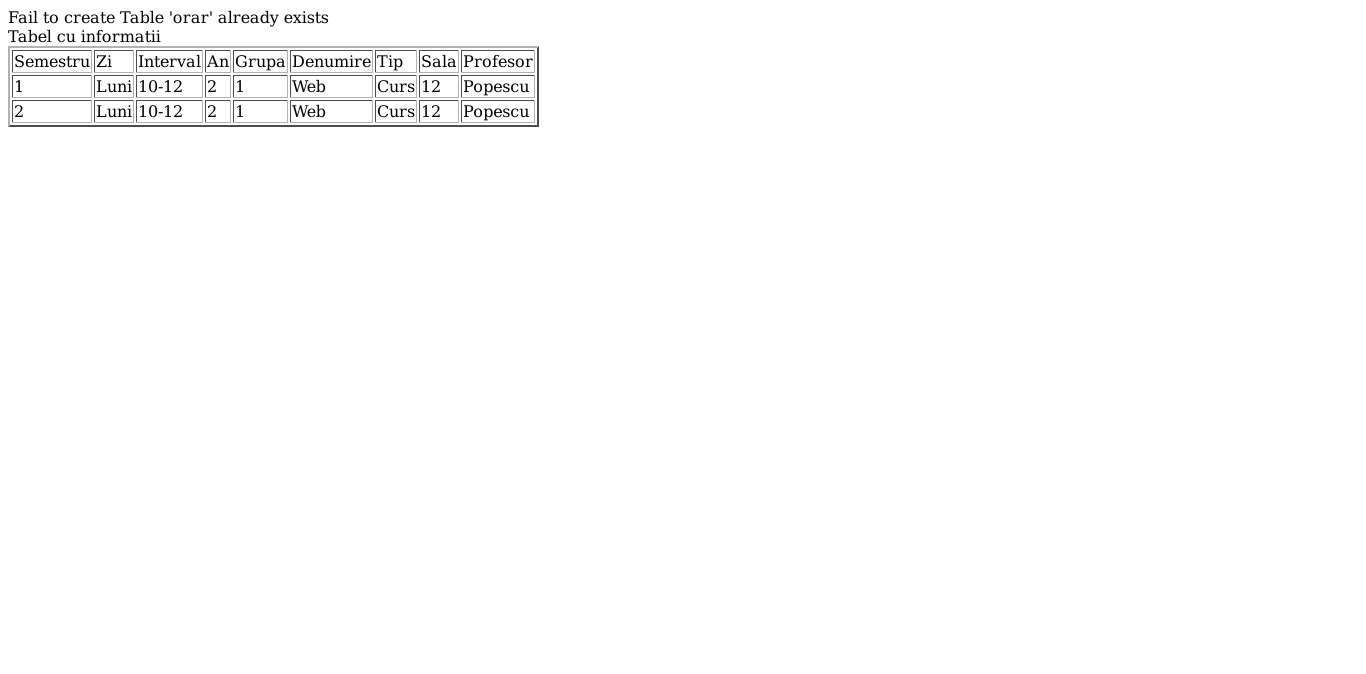 Fail to create Table 'orar' already exists
Tabel cu informatii
Semestru Zi Interval An Grupa Denumire Tip Sala Profesor
1 Luni 10-12 2 1 Web Curs 12 Popescu
2 Luni 10-12 2 1 Web Curs 12 Popescu